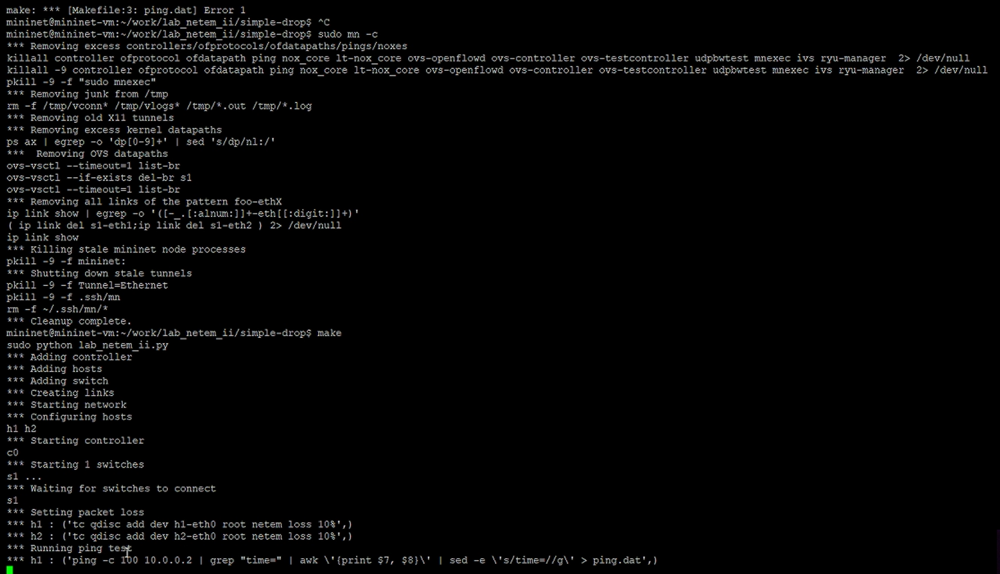 make: *** [Makefile:3: ping.dat] Error 1
mininet@mininet-vm:~/work/lab_netem_ii/simple-drop$ ^C
mininet@mininet-vm:~/work/lab_netem_ii/simple-drop$ sudo mn -c
*** Removing excess controllers/ofprotocols/ofdatapaths/pings/noxes
killall controller ofprotocol ofdatapath ping nox_core lt-nox_core ovs-openflowd ovs-controller ovs-testcontroller udpbwtest mnexec ivs ryu-manager  2> /dev/null
killall -9 controller ofprotocol ofdatapath ping nox_core lt-nox_core ovs-openflowd ovs-controller ovs-testcontroller udpbwtest mnexec ivs ryu-manager  2> /dev/null
pkill -9 -f "sudo mnexec"
*** Removing junk from /tmp
rm -f /tmp/vconn* /tmp/vlogs* /tmp/*.out /tmp/*.log
*** Removing old X11 tunnels
*** Removing excess kernel datapaths
ps ax | egrep -o 'dp[0-9]+' | sed 's/dp/nl:/'
***  Removing OVS datapaths
ovs-vsctl --timeout=1 list-br
ovs-vsctl --if-exists del-br s1
ovs-vsctl --timeout=1 list-br
*** Removing all links of the pattern foo-ethX
ip link show | egrep -o '([-_.[:alnum:]]+-eth[[:digit:]]+)'
( ip link del s1-eth1;ip link del s1-eth2 ) 2> /dev/null
ip link show
*** Killing stale mininet node processes
pkill -9 -f mininet:
*** Shutting down stale tunnels
pkill -9 -f Tunnel=Ethernet
pkill -9 -f .ssh/mn
rm -f ~/.ssh/mn/*
*** Cleanup complete.
mininet@mininet-vm:~/work/lab_netem_ii/simple-drop$ make
sudo python lab_netem_ii.py
*** Adding controller
*** Adding hosts
*** Adding switch
*** Creating links
*** Starting network
*** Configuring hosts
h1 h2
*** Starting controller
c0
*** Starting 1 switches
s1 ...
*** Waiting for switches to connect
s1
*** Setting packet loss
*** h1 : ('tc qdisc add dev h1-eth0 root netem loss 10%',)
*** h2 : ('tc qdisc add dev h2-eth0 root netem loss 10%',)
*** Running ping test
*** h1 : ('ping -c 100 10.0.0.2 | grep "time=" | awk \'{print $7, $8}\' | sed -e \'s/time=//g\' > ping.dat',)